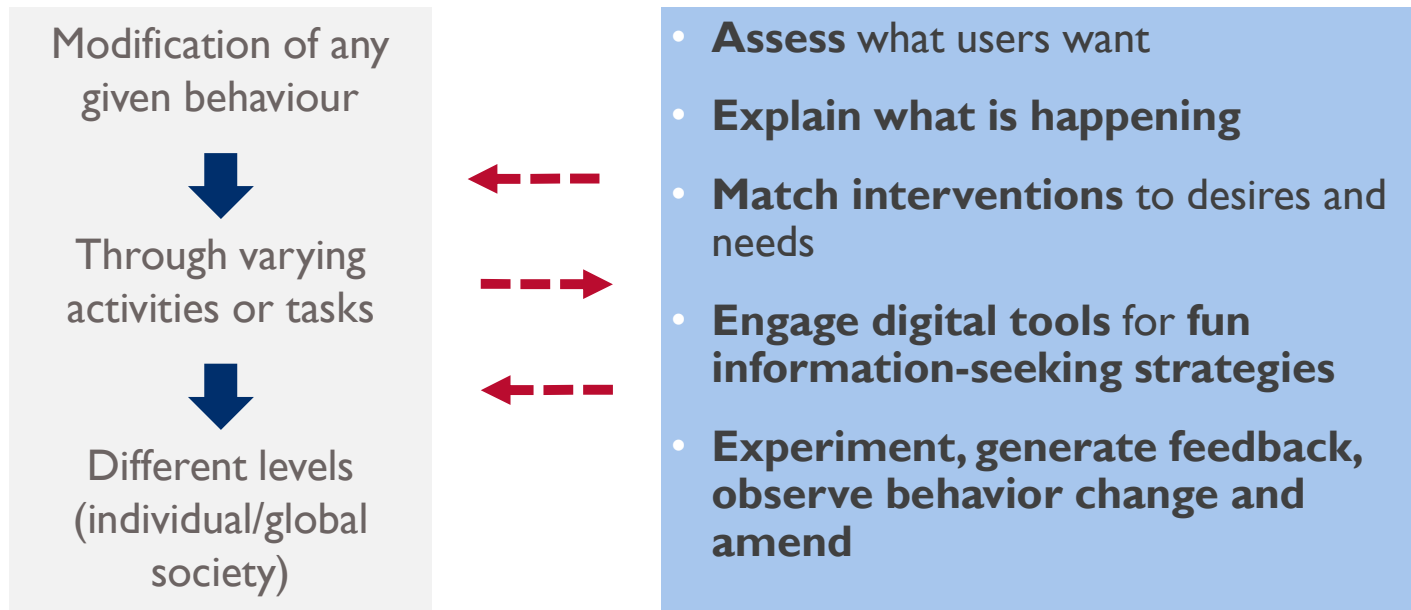 Modification of any
given behaviour
Through varying
activities or tasks
Different levels
(individual/global
society)
• Assess what users want
• Explain what is happening
• Match interventions to desires and
needs
• Engage digital tools for fun
information-seeking strategies
• Experiment, generate feedback,
observe behavior change and
amend